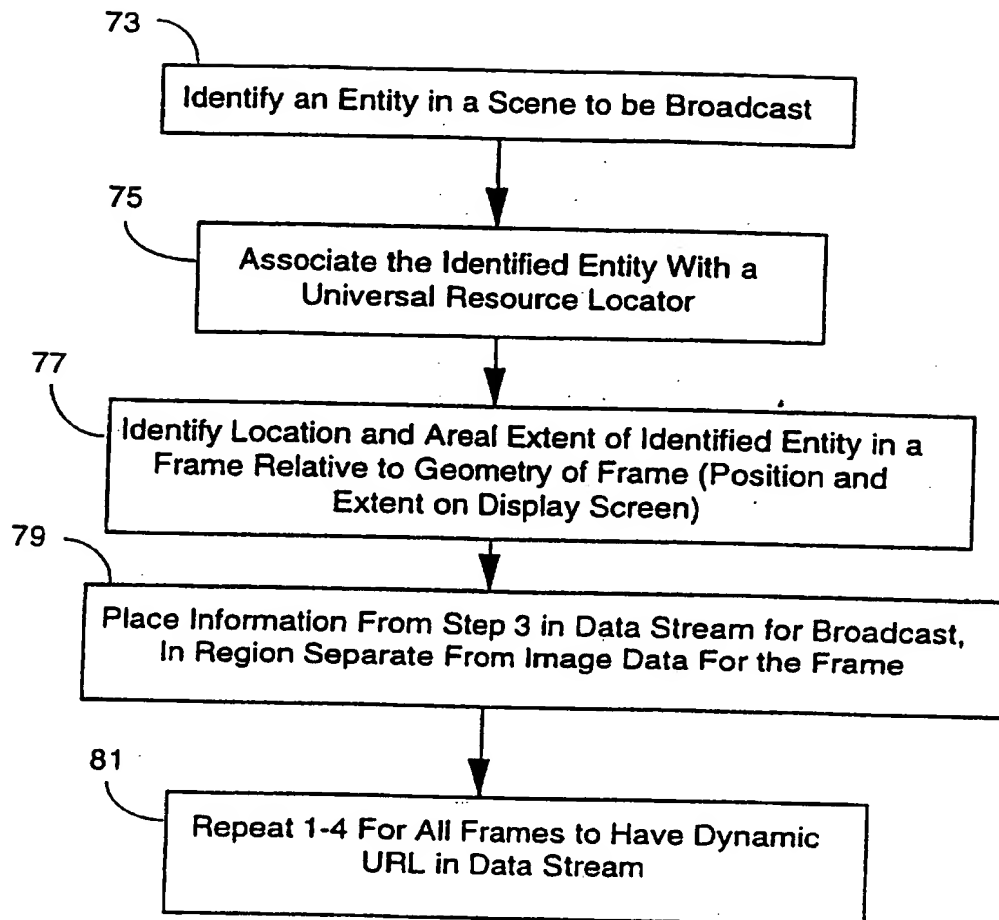 73
Identify an Entity in a Scene to be Broadcast
75
Associate the Identified Entity With a
Universal Resource Locator
77
Identify Location and Areal Extent of Identified Entity in a
Frame Relative to Geometry of Frame (Position and
Extent on Display Screen)
79
Place Information From Step 3 in Data Stream for Broadcast,
In Region Separate From Image Data For the Frame
81
Repeat 1-4 For All Frames to Have Dynamic
URL in Data Stream